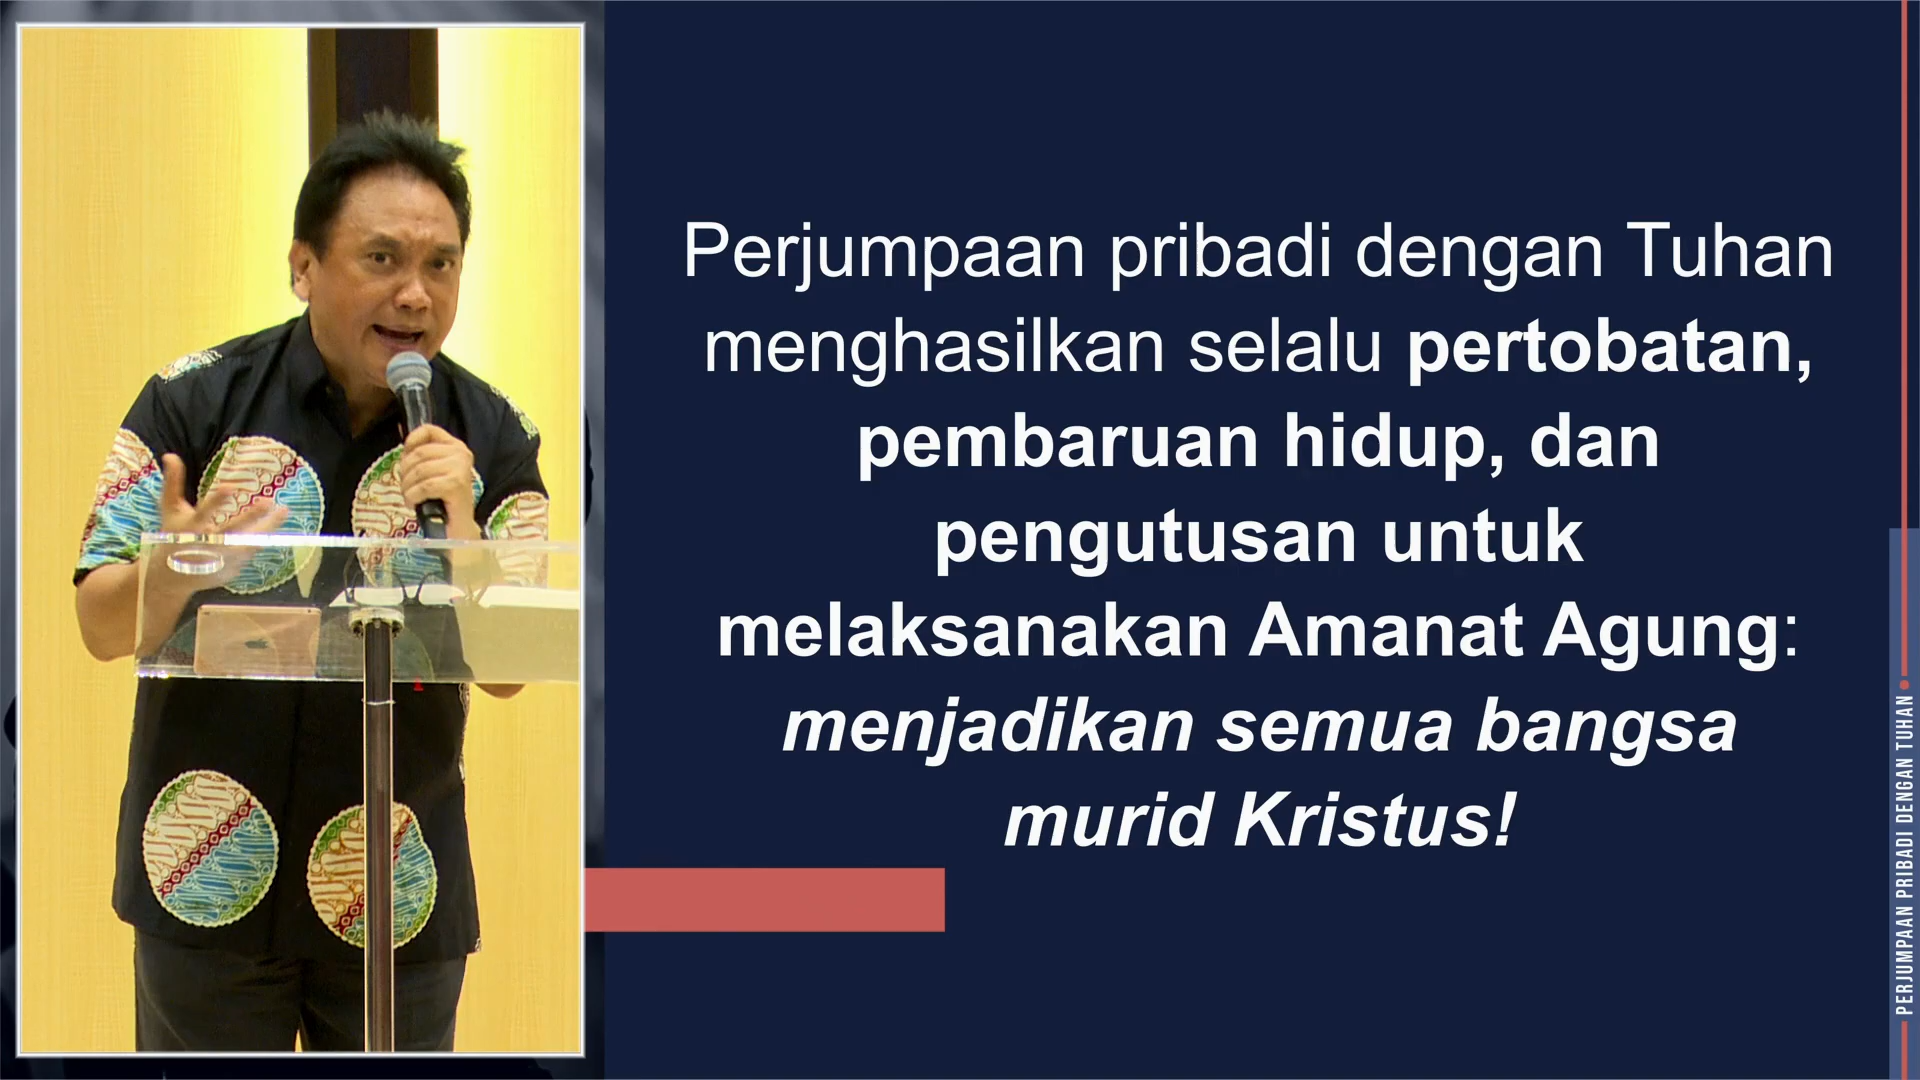 Perjumpaan pribadi dengan Tuhan
menghasilkan selalu pertobatan,
pembaruan hidup, dan
pengutusan untuk
melaksanakan Amanat Agung:
menjadikan semua bangsa
murid Kristus!
PERJUMPAAN PRIBADI DENGAN TUHAN